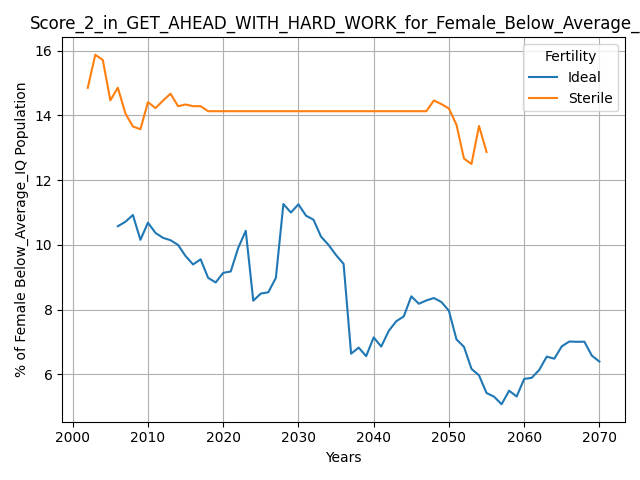 Score_2_in_GET_AHEAD_WITH_HARD_WORK_for_Female_Below_Average_
Fertility
Ideal
Sterile
% of Female Below_Average_IQ Population
16
14
12
10
8
6
2000 2010 2020 2030 2040 2050 2060 2070
Years